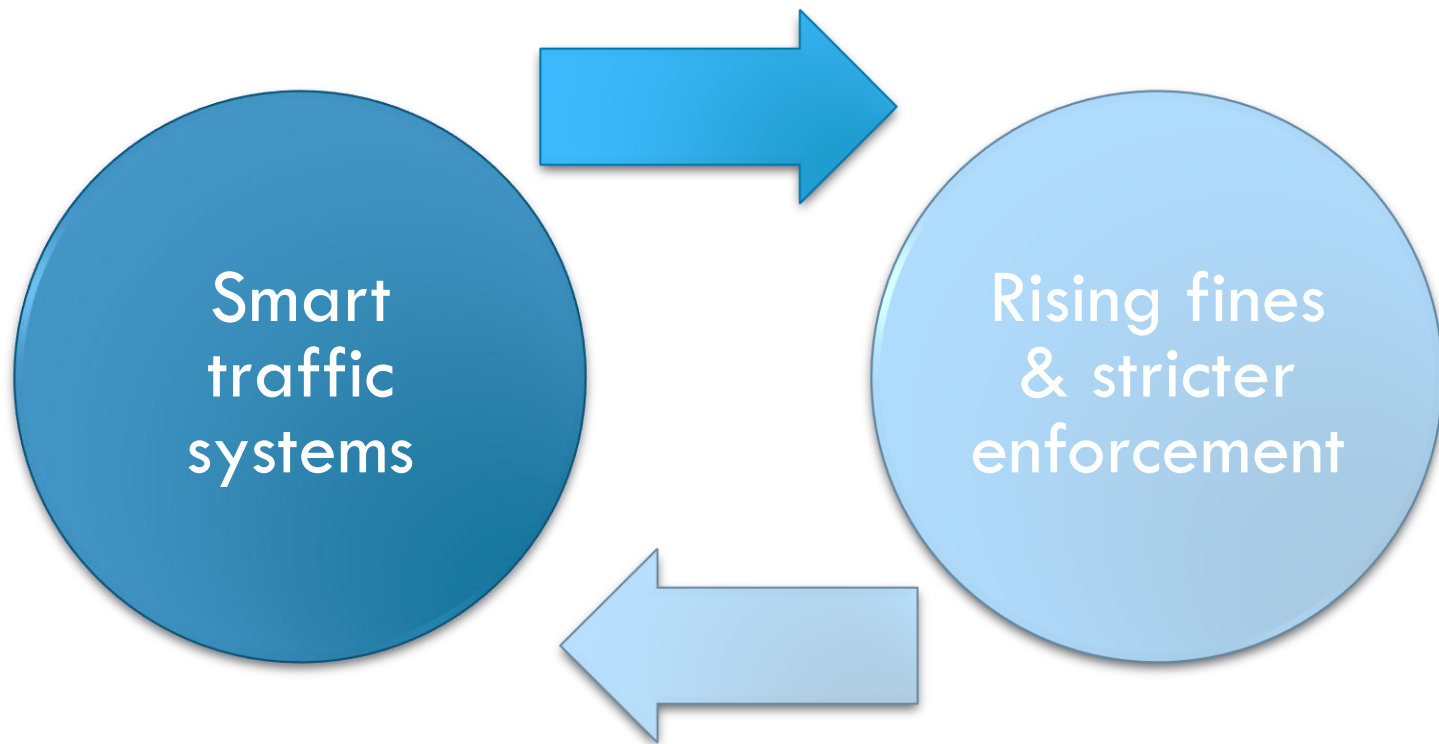 Smart
traffic
systems
Rising fines
& stricter
enforcement